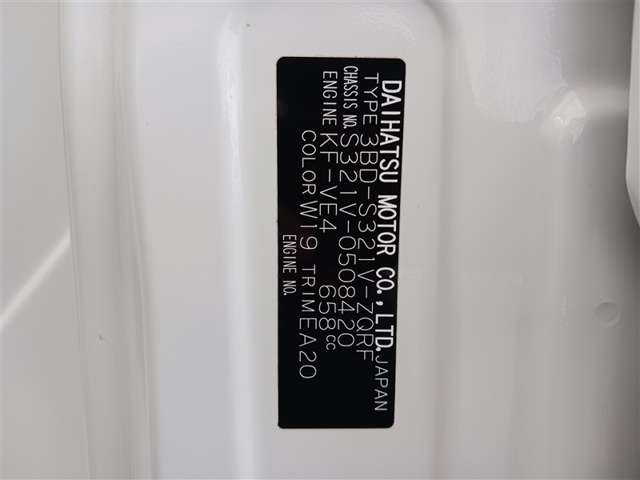 DAIHATSU MOTOR CO., LTD. JAPAN
TYPE 3BD-S321V-ZQRF
CHASSIS NO. S321V-0508420
ENGINE KF-VE4 658cc
COLOR W19 TRIM EA20
ENGINE NO.